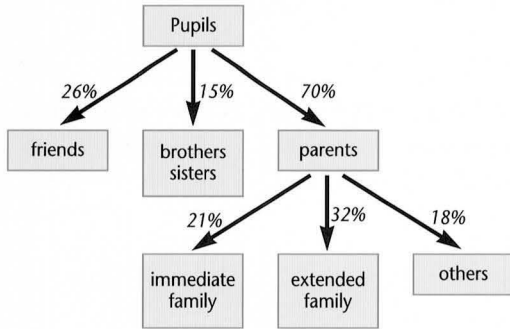 Pupils
26%
15%
70%
friends
brothers
sisters
parents
21%
32%
18%
immediate
family
extended
family
others